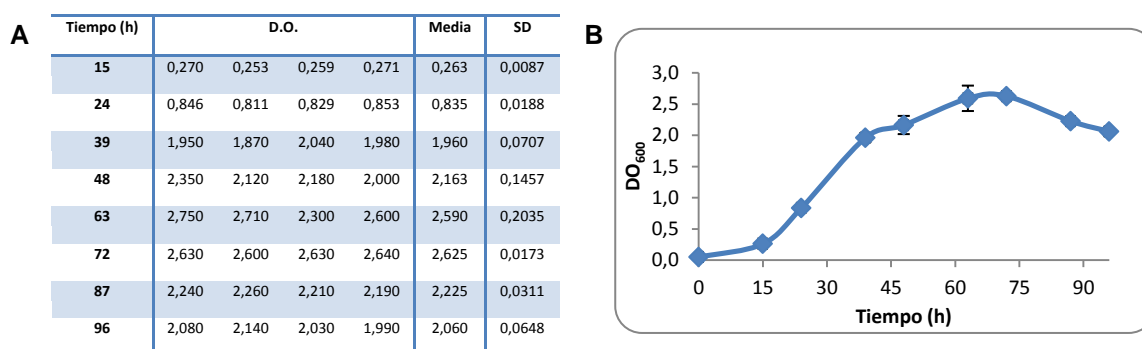 A
Tiempo (h) D.O. Media SD
15 0,270 0,253 0,259 0,271 0,263 0,0087
24 0,846 0,811 0,829 0,853 0,835 0,0188
39 1,950 1,870 2,040 1,980 1,960 0,0707
48 2,350 2,120 2,180 2,000 2,163 0,1457
63 2,750 2,710 2,300 2,600 2,590 0,2035
72 2,630 2,600 2,630 2,640 2,625 0,0173
87 2,240 2,260 2,210 2,190 2,225 0,0311
96 2,080 2,140 2,030 1,990 2,060 0,0648
B
DO600
3,0
2,5
2,0
1,5
1,0
0,5
0,0
0 15 30 45 60 75 90
Tiempo (h)